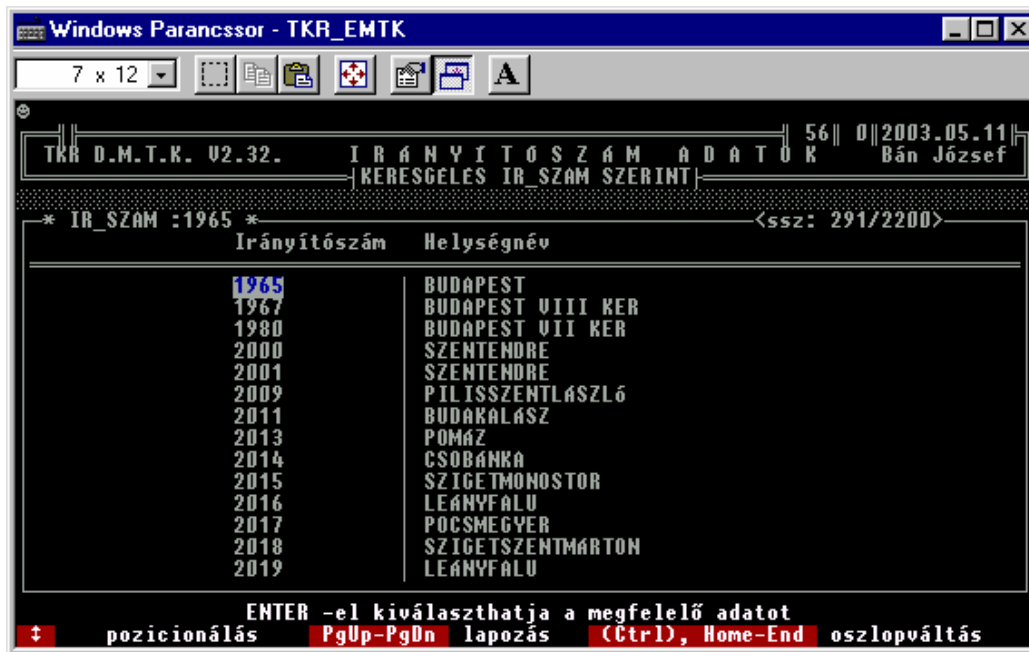 Windows Parancssor - TKR_EMTK
7 x 12 A
56 0 2003.05.11
TKR D.M.T.K. V2.32. I R Á N Y Í T Ó S Z Á M A D A T O K Bán József
KERESGELÉS IR_SZÁM SZERINT
* IR_SZÁM :1965 * <ssz: 291/2200>
Irányítószám Helységnév
1965 BUDAPEST
1967 BUDAPEST VIII KER
1980 BUDAPEST VII KER
2000 SZENTENDRE
2001 SZENTENDRE
2009 PILISSZENTLÁSZLó
2011 BUDAKALÁSZ
2013 POMÁZ
2014 CSOBÁNKA
2015 SZIGETMONOSTOR
2016 LEÁNYFALU
2017 POCSMEGYER
2018 SZIGETSZENTMÁRTON
2019 LEÁNYFALU
ENTER -el kiválaszthatja a megfelelő adatot
↕ pozicionálás PgUp-PgDn lapozás (Ctrl), Home-End oszlopváltás